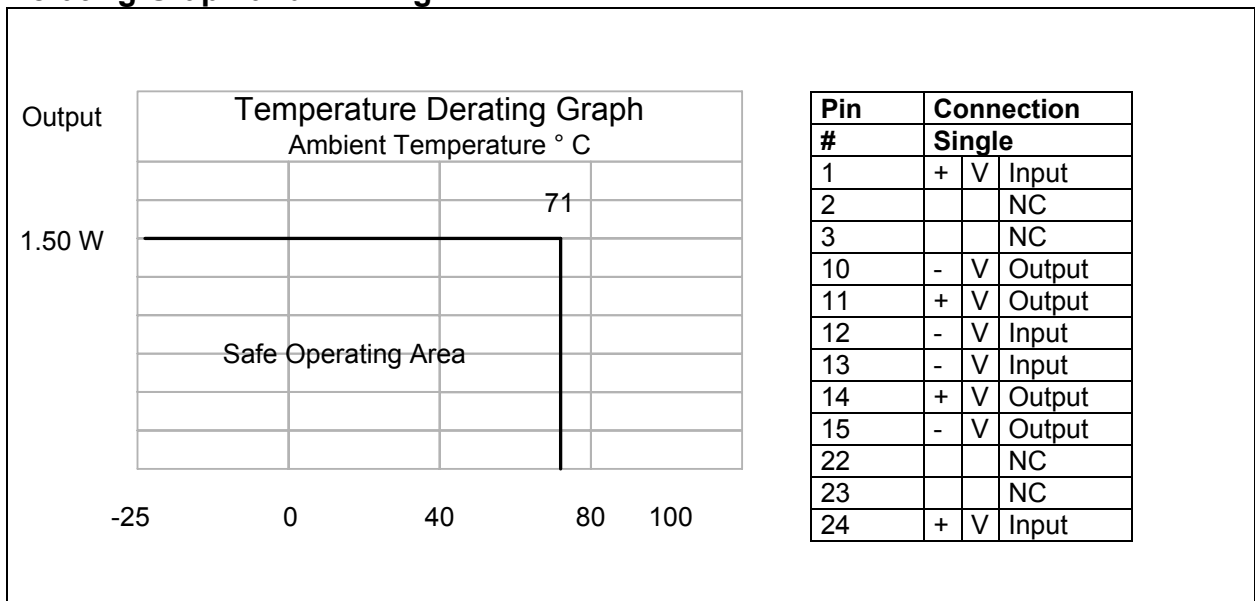 Output
Temperature Derating Graph
Ambient Temperature ° C
71
1.50 W
Safe Operating Area
-25 0 40 80 100
Pin Connection
# Single
1 + V Input
2 NC
3 NC
10 - V Output
11 + V Output
12 - V Input
13 - V Input
14 + V Output
15 - V Output
22 NC
23 NC
24 + V Input